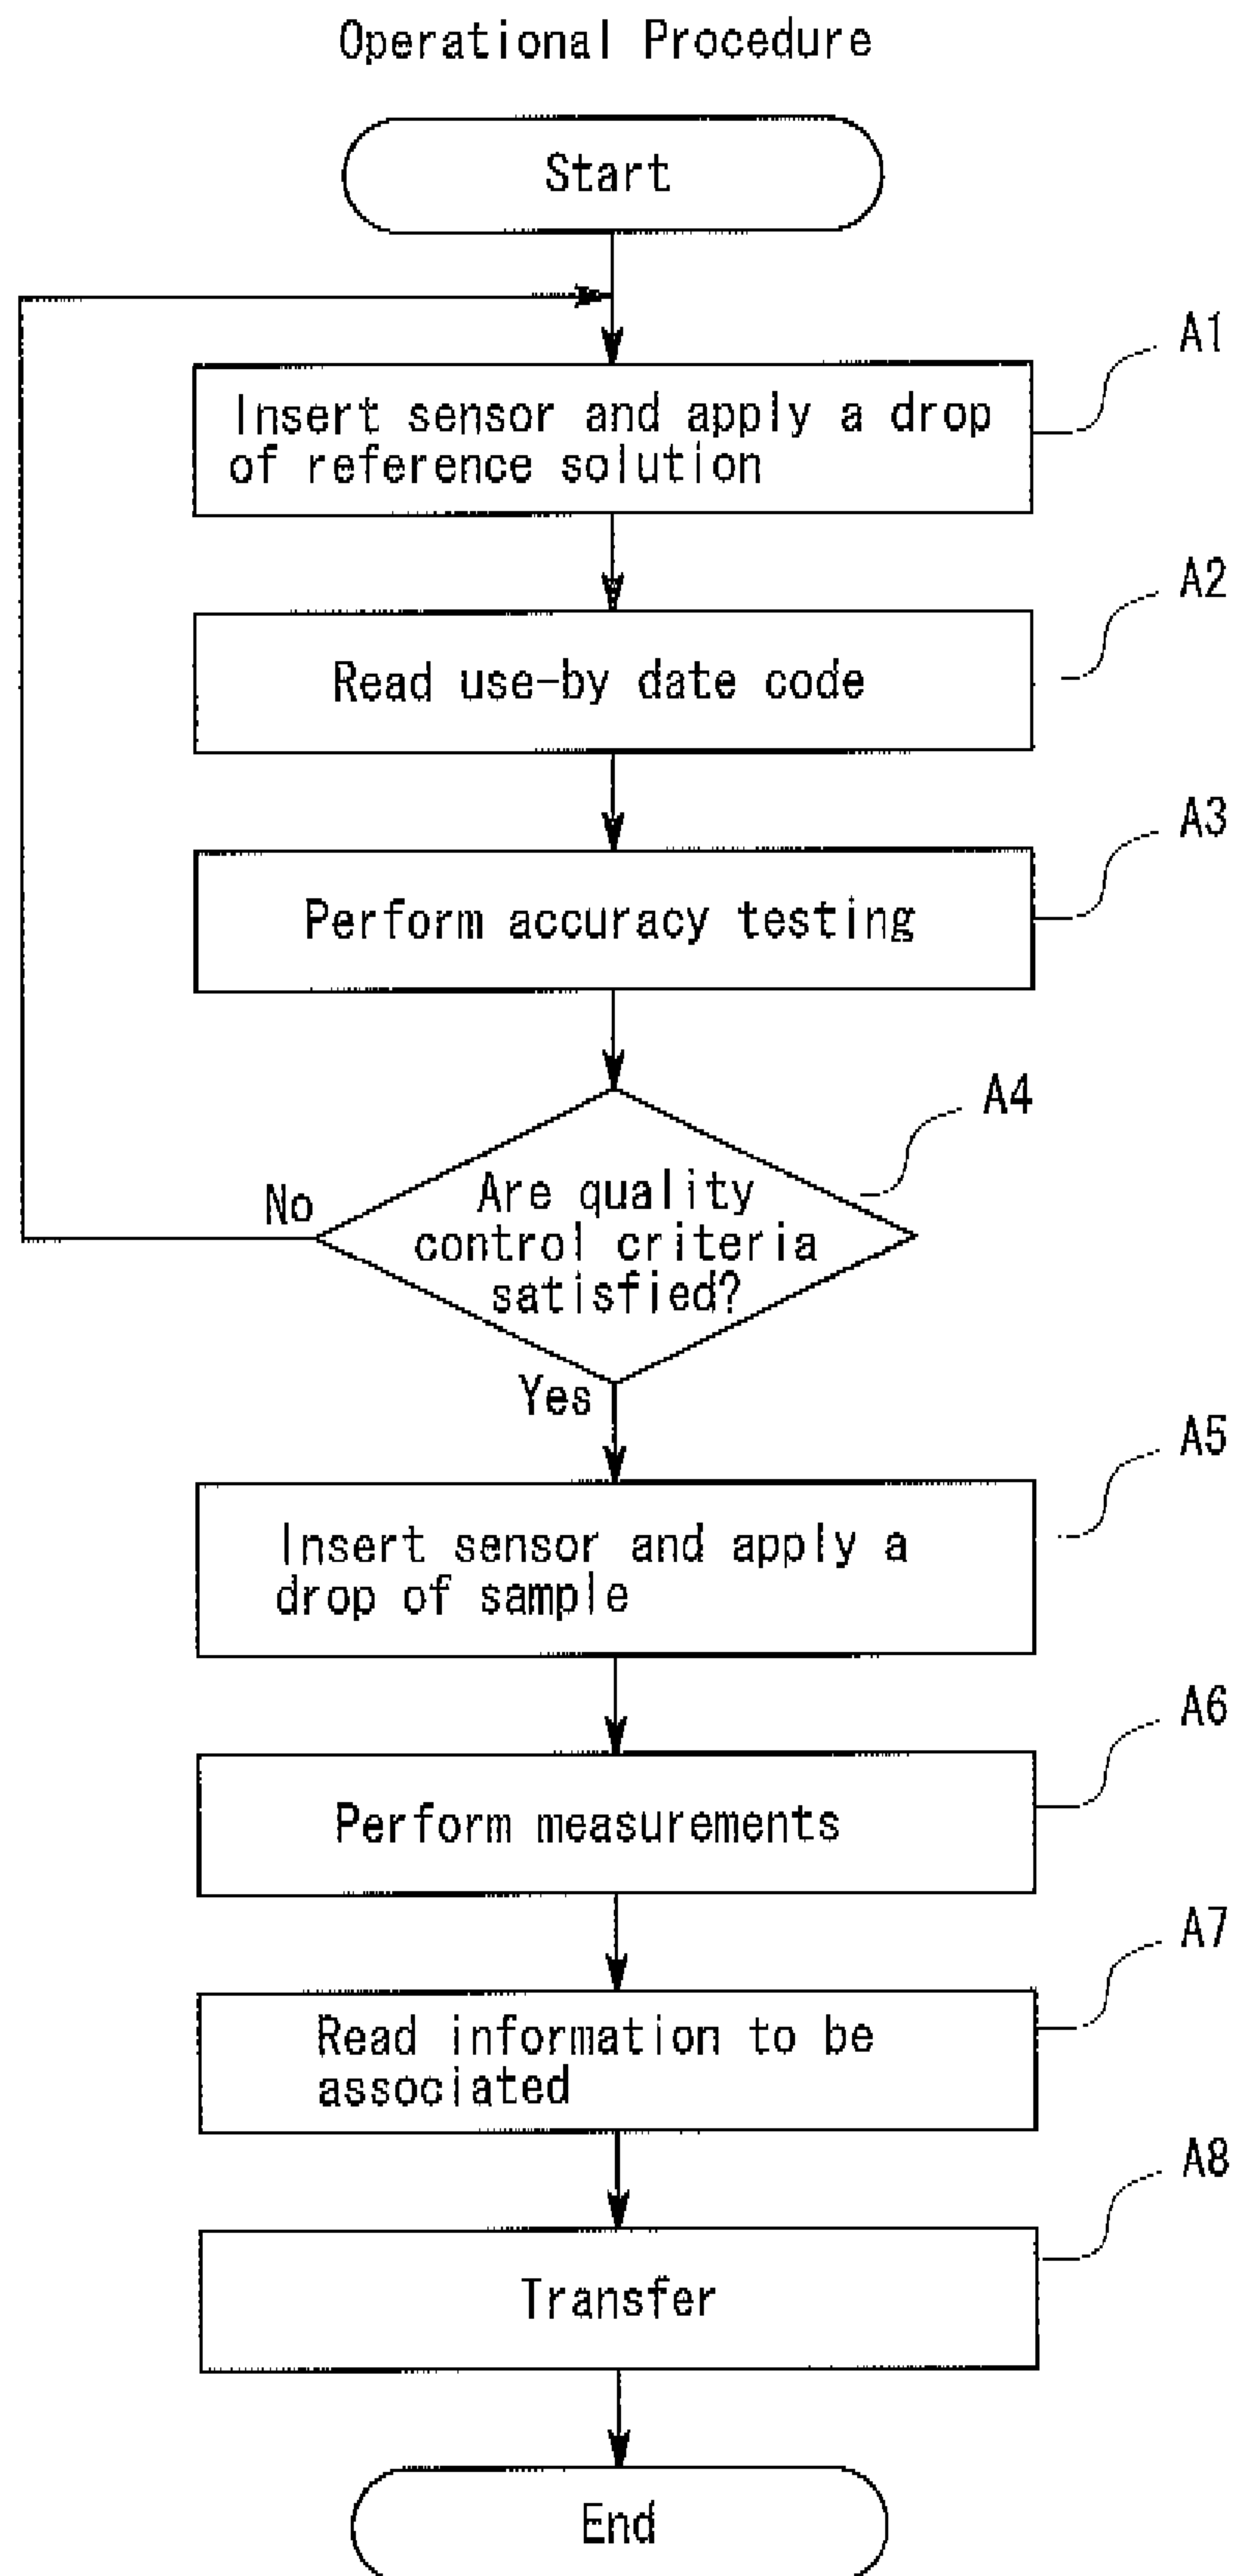 Operational Procedure
Start
A1
Insert sensor and apply a drop
of reference solution
A2
Read use-by date code
A3
Perform accuracy testing
A4
Are quality
control criteria
satisfied?
No
Yes
A5
Insert sensor and apply a
drop of sample
A6
Perform measurements
A7
Read information to be
associated
A8
Transfer
End